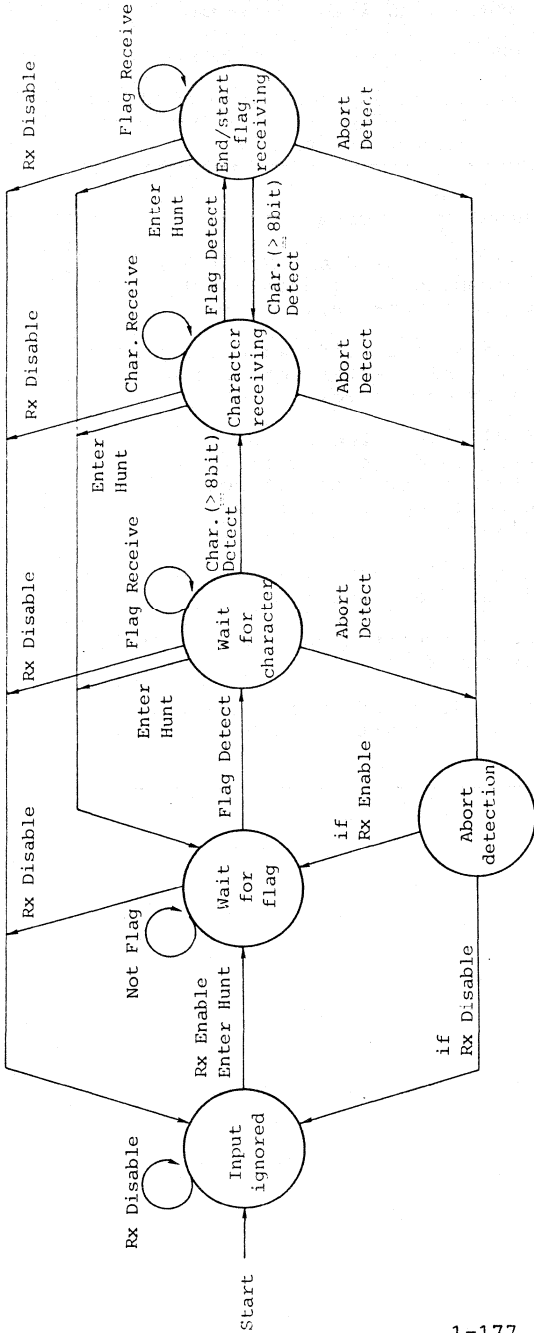 Start
Rx Disable
Input
ignored
Rx Enable
Enter Hunt
Not Flag
Rx Disable
Wait
for
flag
Flag Detect
Enter
Hunt
Rx Disable
Flag Receive
Wait
for
character
Char.(> 8bit)
Detect
Enter
Hunt
Rx Disable
Char. Receive
Character
receiving
Flag Detect
Char.(> 8bit)
Detect
Enter
Hunt
Rx Disable
Flag Receive
End/start
flag
receiving
Abort
Detect
Abort
Detect
Abort
Detect
if
Rx Enable
Abort
detection
if
Rx Disable
1-177